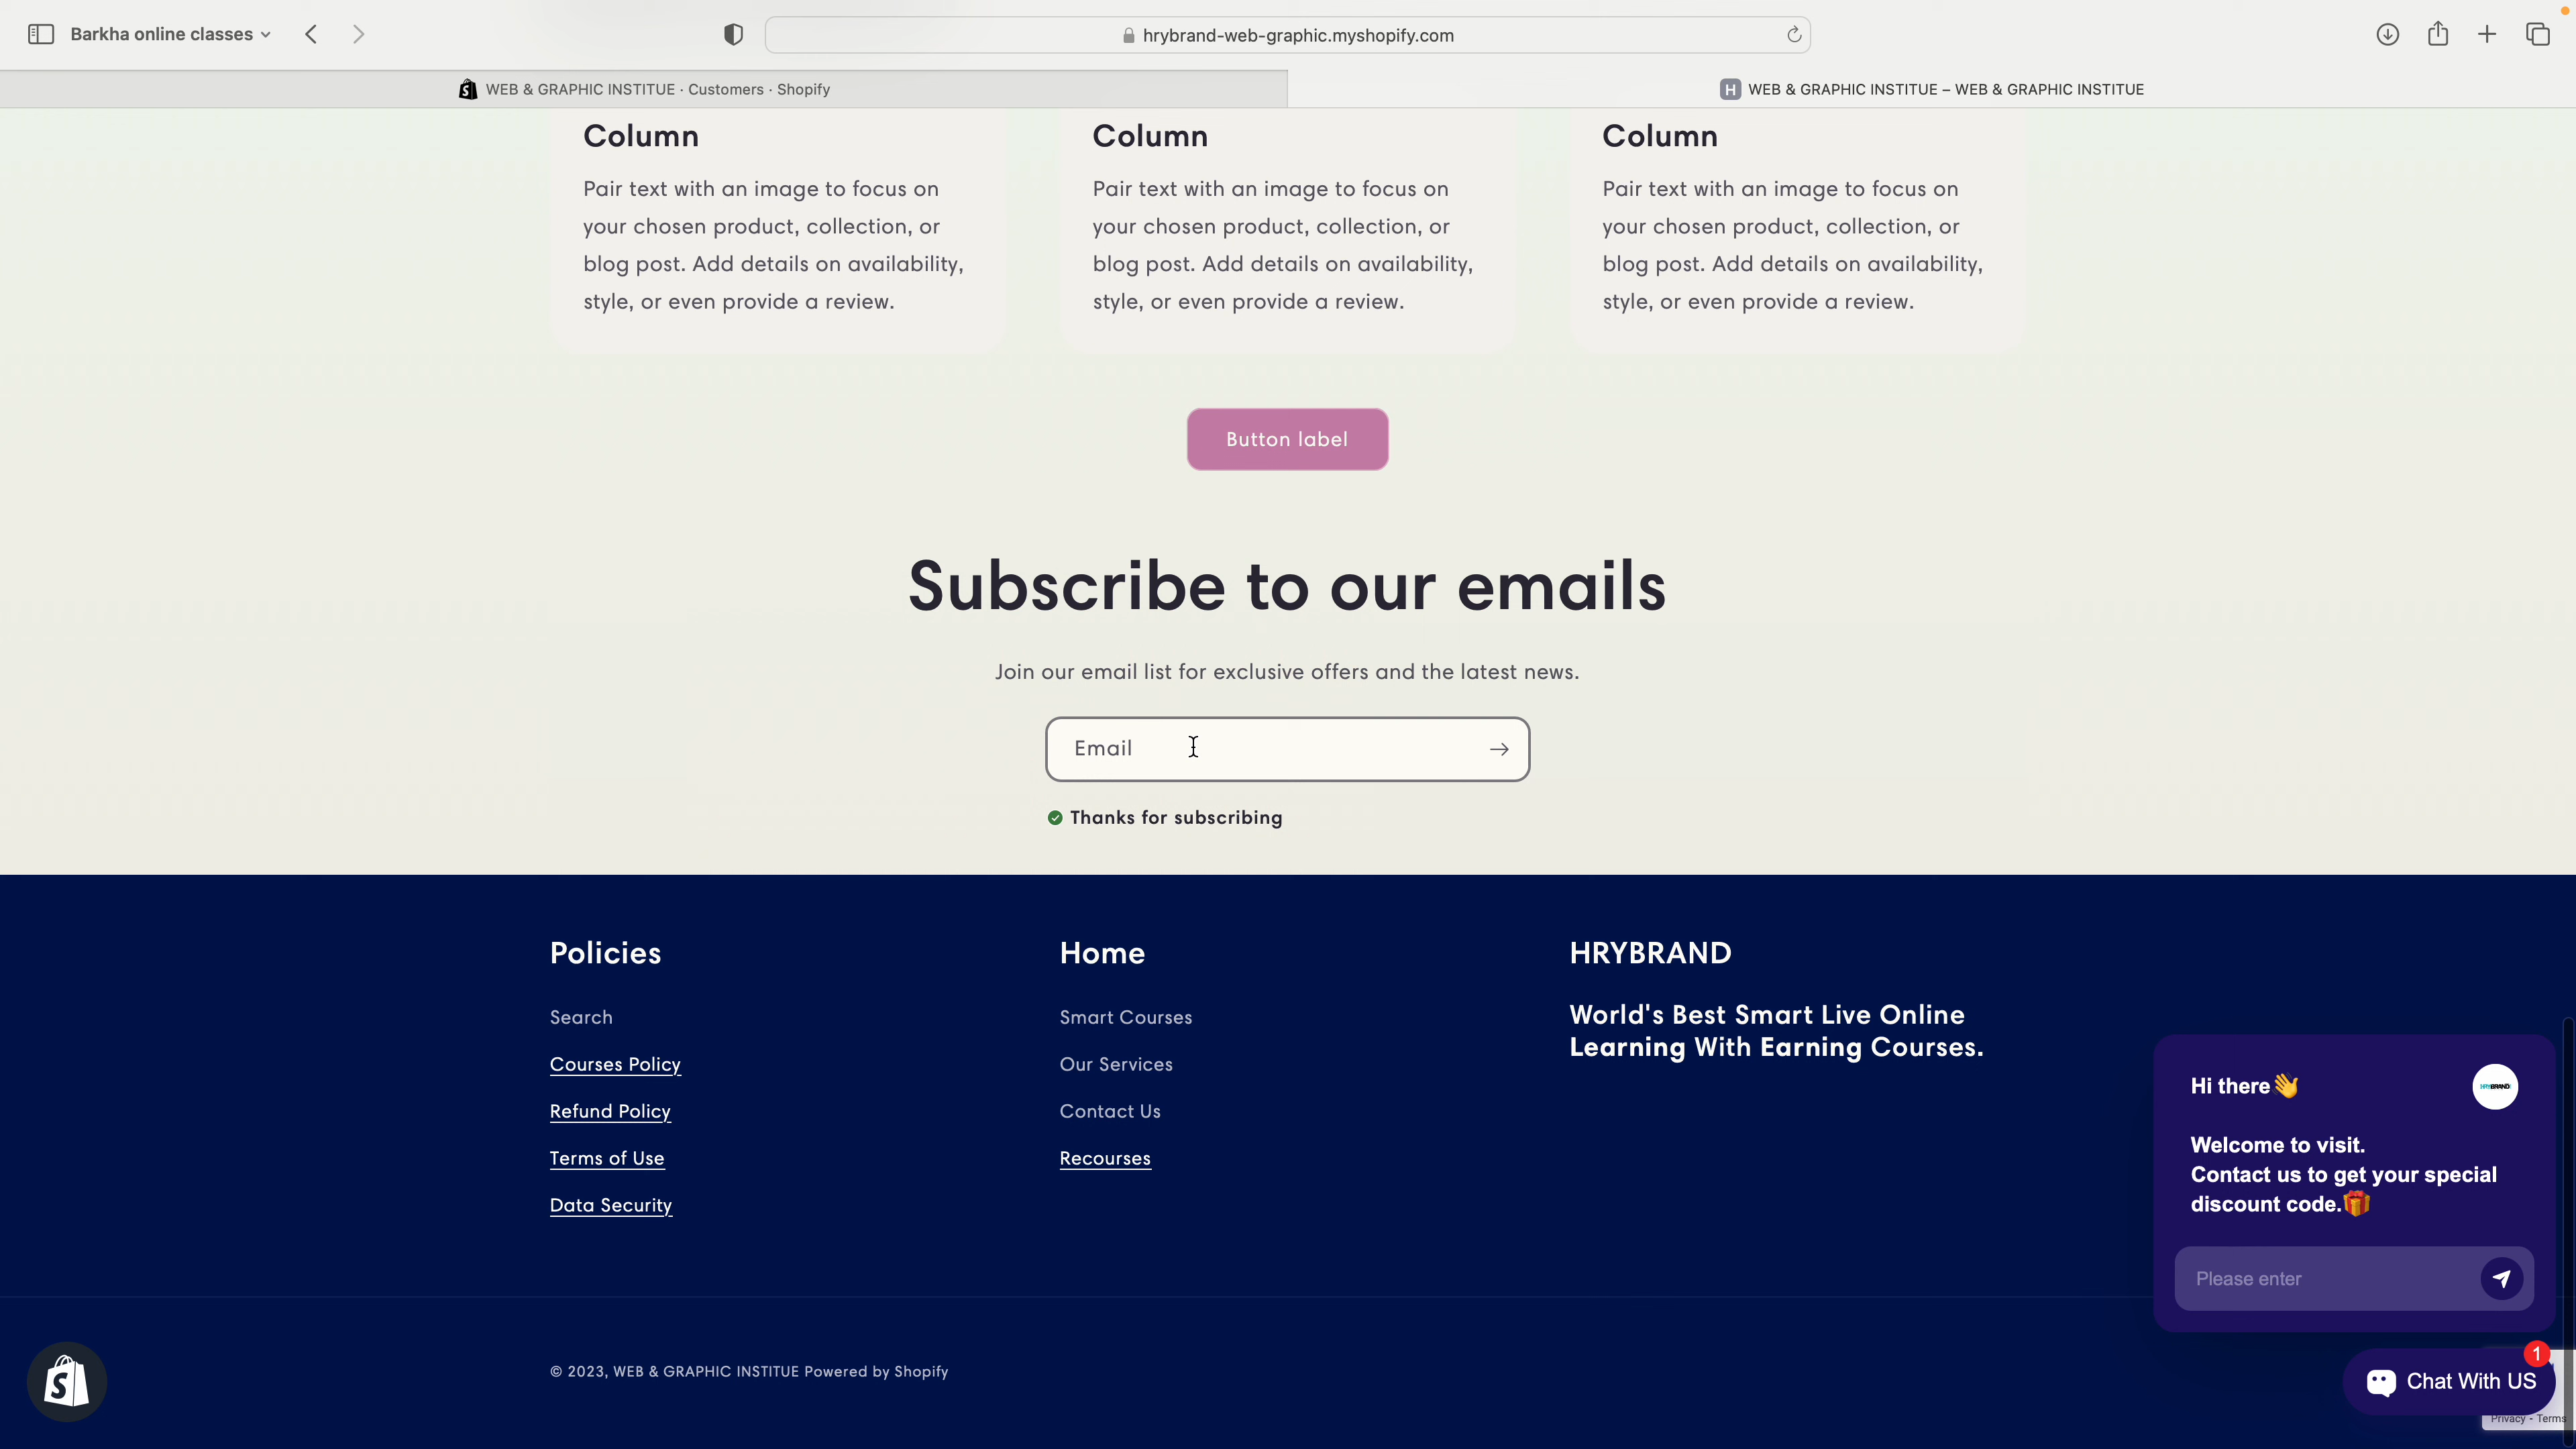 Barkha online classes
hrybrand-web-graphic.myshopify.com
WEB & GRAPHIC INSTITUE · Customers · Shopify
H WEB & GRAPHIC INSTITUE – WEB & GRAPHIC INSTITUE
Column
Pair text with an image to focus on
your chosen product, collection, or
blog post. Add details on availability,
style, or even provide a review.
Column
Pair text with an image to focus on
your chosen product, collection, or
blog post. Add details on availability,
style, or even provide a review.
Column
Pair text with an image to focus on
your chosen product, collection, or
blog post. Add details on availability,
style, or even provide a review.
Button label
Subscribe to our emails
Join our email list for exclusive offers and the latest news.
Email
Thanks for subscribing
Policies
Search
Courses Policy
Refund Policy
Terms of Use
Data Security
Home
Smart Courses
Our Services
Contact Us
Recourses
HRYBRAND
World's Best Smart Live Online
Learning With Earning Courses.
Hi there👋
HRYBRAND
Welcome to visit.
Contact us to get your special
discount code.🎁
Please enter
1
Chat With US
Privacy - Terms
© 2023, WEB & GRAPHIC INSTITUE Powered by Shopify